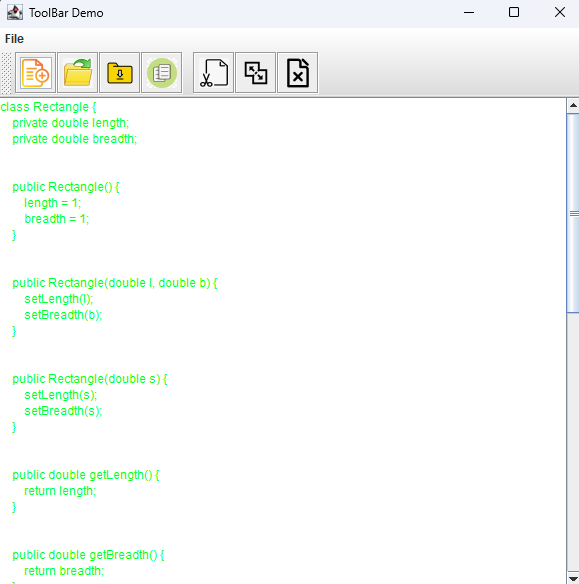 ToolBar Demo
File
class Rectangle {
private double length;
private double breadth;
public Rectangle() {
length = 1;
breadth = 1;
}
public Rectangle(double l, double b) {
setLength(l);
setBreadth(b);
}
public Rectangle(double s) {
setLength(s);
setBreadth(s);
}
public double getLength() {
return length;
}
public double getBreadth() {
return breadth;
}